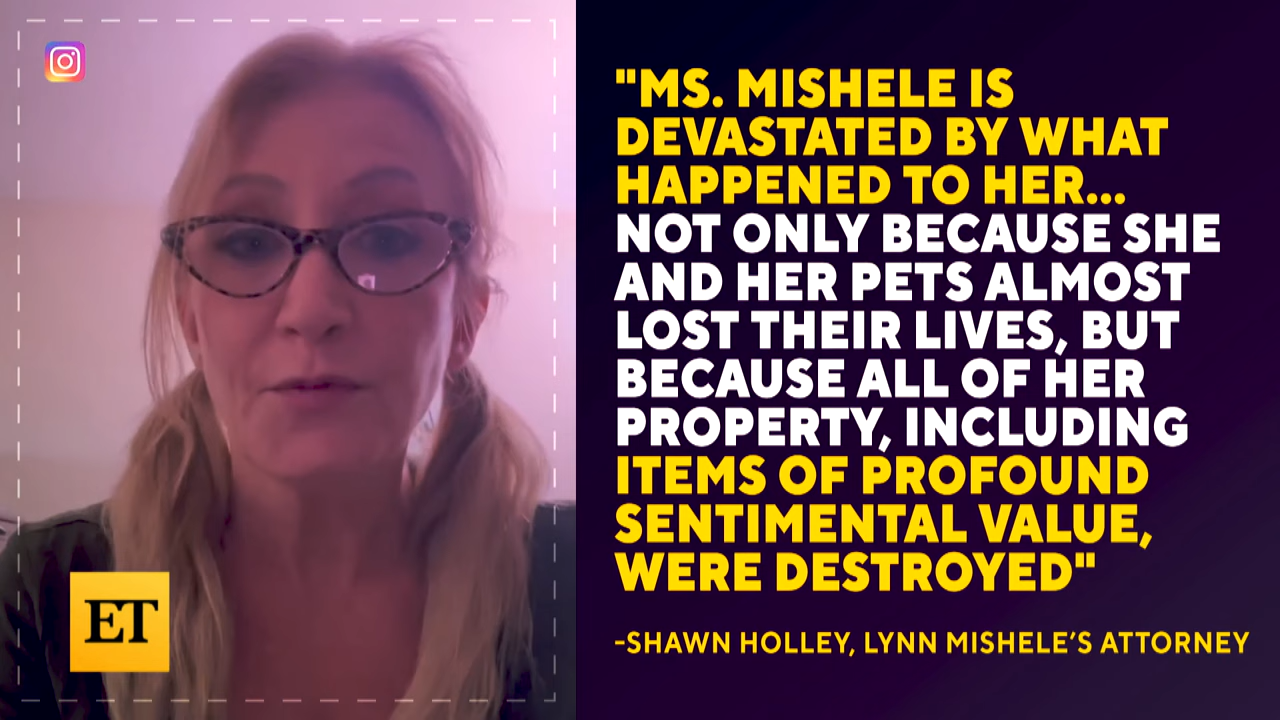 "MS. MISHELE IS
DEVASTATED BY WHAT
HAPPENED TO HER...
NOT ONLY BECAUSE SHE
AND HER PETS ALMOST
LOST THEIR LIVES, BUT
BECAUSE ALL OF HER
PROPERTY, INCLUDING
ITEMS OF PROFOUND
SENTIMENTAL VALUE,
WERE DESTROYED"
-SHAWN HOLLEY, LYNN MISHELE'S ATTORNEY
ET